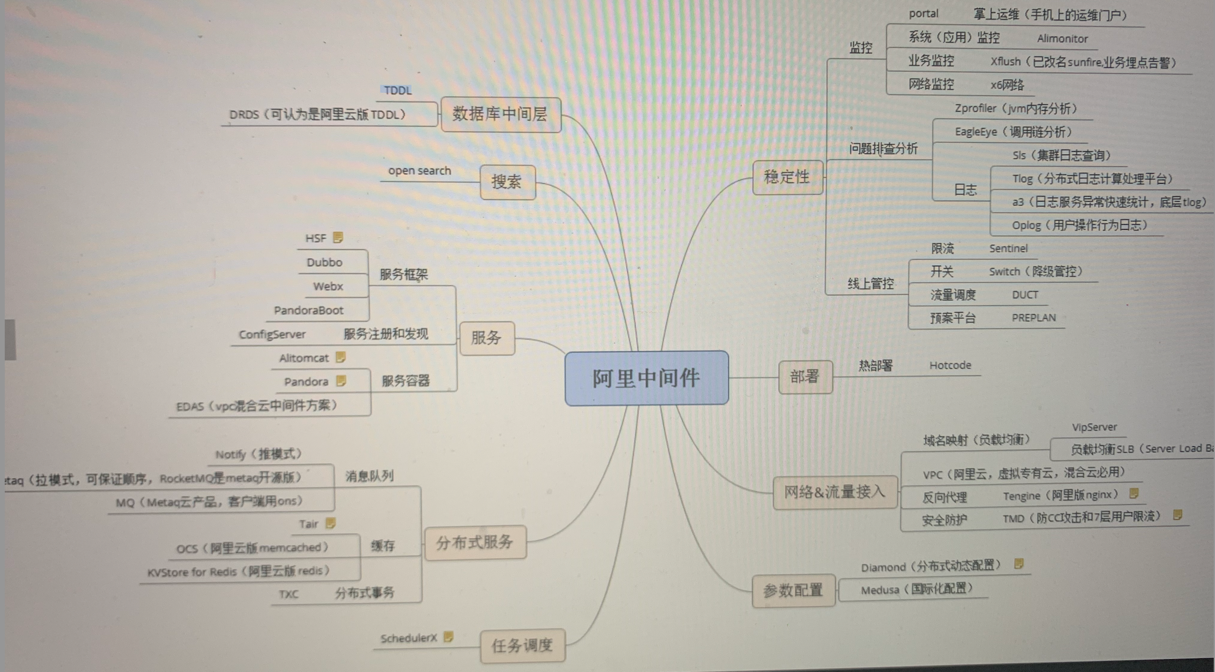 阿里中间件
数据库中间层
TDDL
DRDS（可认为是阿里云版TDDL）
搜索
open search
服务
服务框架
HSF
Dubbo
Webx
PandoraBoot
服务注册和发现
ConfigServer
服务容器
Alitomcat
Pandora
EDAS（vpc混合云中间件方案）
分布式服务
消息队列
Notify（推模式）
etaq（拉模式，可保证顺序，RocketMQ是metaq开源版）
MQ（Metaq云产品，客户端用ons）
缓存
Tair
OCS（阿里云版memcached）
KVStore for Redis（阿里云版redis）
分布式事务
TXC
任务调度
SchedulerX
稳定性
监控
portal 掌上运维（手机上的运维门户）
系统（应用）监控 Alimonitor
业务监控 Xflush（已改名sunfire,业务埋点告警）
网络监控 x6网络
问题排查分析
Zprofiler（jvm内存分析）
EagleEye（调用链分析）
日志
Sls（集群日志查询）
Tlog（分布式日志计算处理平台）
a3（日志服务异常快速统计，底层tlog）
Oplog（用户操作行为日志）
线上管控
限流 Sentinel
开关 Switch（降级管控）
流量调度 DUCT
预案平台 PREPLAN
部署
热部署 Hotcode
网络&流量接入
域名映射（负载均衡）
VipServer
负载均衡SLB（Server Load Ba
VPC（阿里云，虚拟专有云，混合云必用）
反向代理 Tengine（阿里版nginx）
安全防护 TMD（防CC攻击和7层用户限流）
参数配置
Diamond（分布式动态配置）
Medusa（国际化配置）